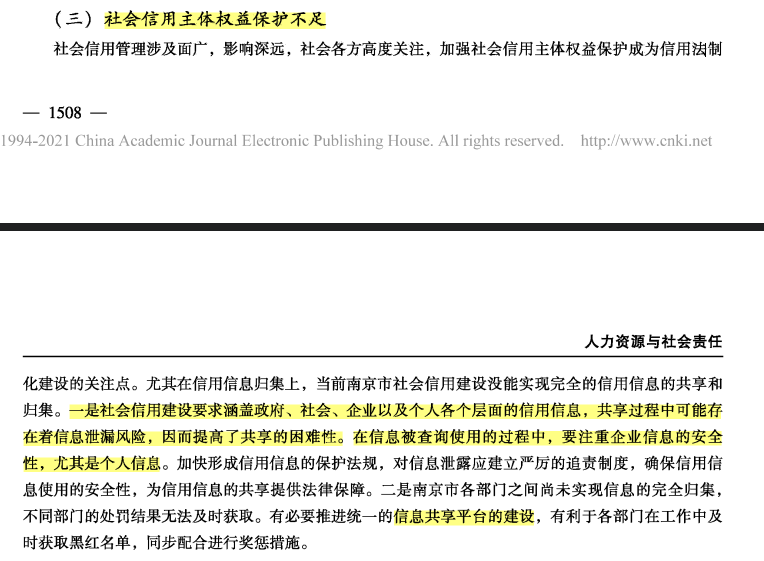 （三）社会信用主体权益保护不足
社会信用管理涉及面广，影响深远，社会各方高度关注，加强社会信用主体权益保护成为信用法制
— 1508 —
1994-2021 China Academic Journal Electronic Publishing House. All rights reserved. http://www.cnki.net
人力资源与社会责任
化建设的关注点。尤其在信用信息归集上，当前南京市社会信用建设没能实现完全的信用信息的共享和
归集。一是社会信用建设要求涵盖政府、社会、企业以及个人各个层面的信用信息，共享过程中可能存
在着信息泄漏风险，因而提高了共享的困难性。在信息被查询使用的过程中，要注重企业信息的安全
性，尤其是个人信息。加快形成信用信息的保护法规，对信息泄露应建立严厉的追责制度，确保信用信
息使用的安全性，为信用信息的共享提供法律保障。二是南京市各部门之间尚未实现信息的完全归集，
不同部门的处罚结果无法及时获取。有必要推进统一的信息共享平台的建设，有利于各部门在工作中及
时获取黑红名单，同步配合进行奖惩措施。